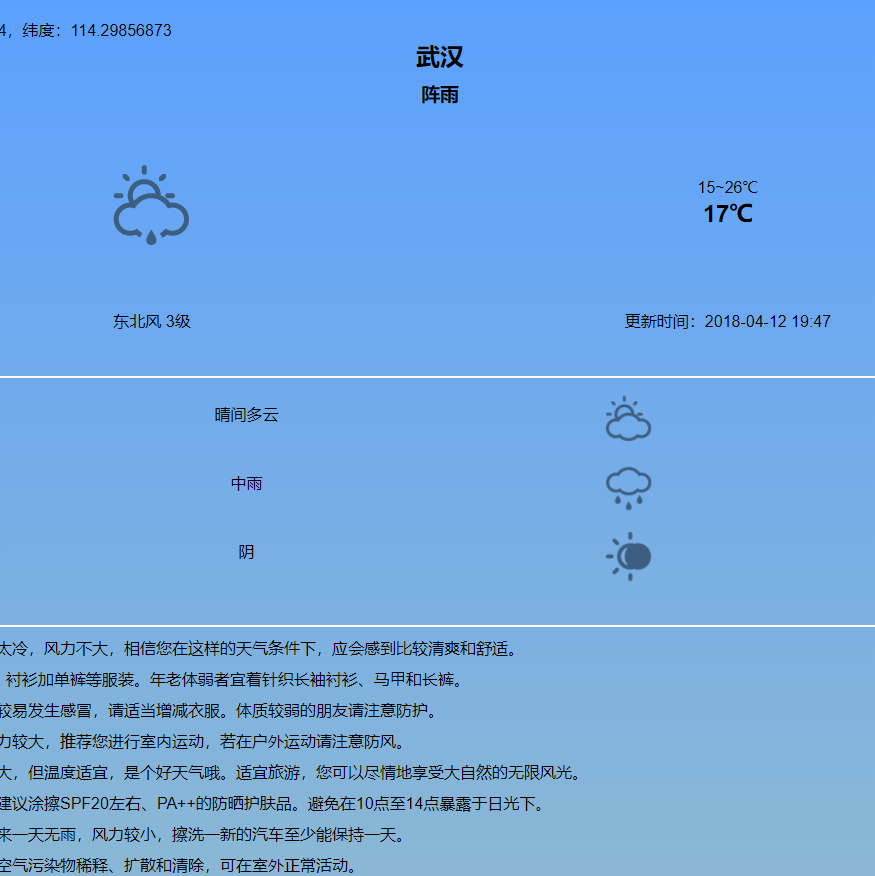 4，纬度：114.29856873
武汉
阵雨
15~26℃
17℃
东北风 3级
更新时间：2018-04-12 19:47
晴间多云
中雨
阴
太冷，风力不大，相信您在这样的天气条件下，应会感到比较清爽和舒适。
衬衫加单裤等服装。年老体弱者宜着针织长袖衬衫、马甲和长裤。
较易发生感冒，请适当增减衣服。体质较弱的朋友请注意防护。
力较大，推荐您进行室内运动，若在户外运动请注意防风。
大，但温度适宜，是个好天气哦。适宜旅游，您可以尽情地享受大自然的无限风光。
建议涂擦SPF20左右、PA++的防晒护肤品。避免在10点至14点暴露于日光下。
来一天无雨，风力较小，擦洗一新的汽车至少能保持一天。
空气污染物稀释、扩散和清除，可在室外正常活动。